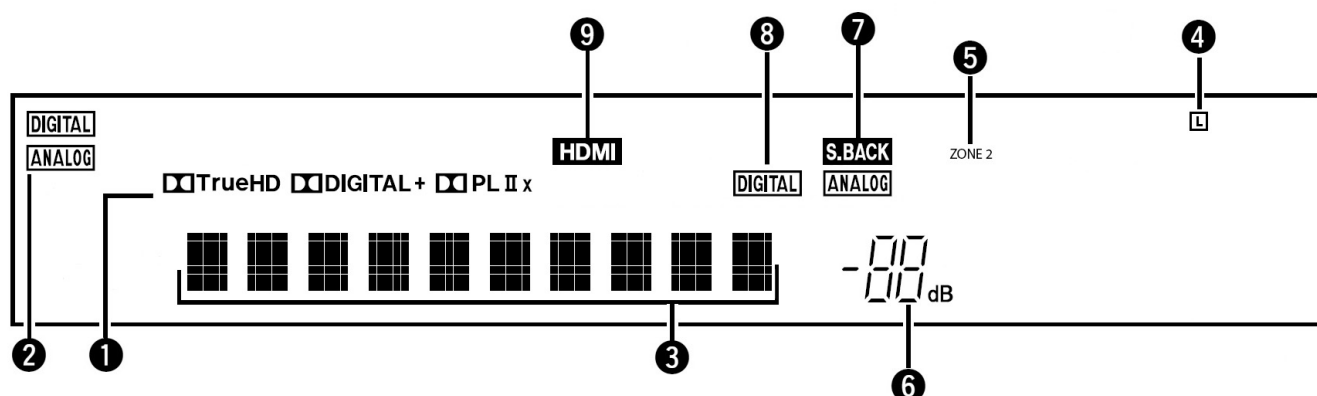 9 8 7 5 4
DIGITAL
ANALOG
HDMI S.BACK ZONE 2 L
TrueHD DIGITAL+ PL II x DIGITAL ANALOG
-88 dB
2 1 3 6